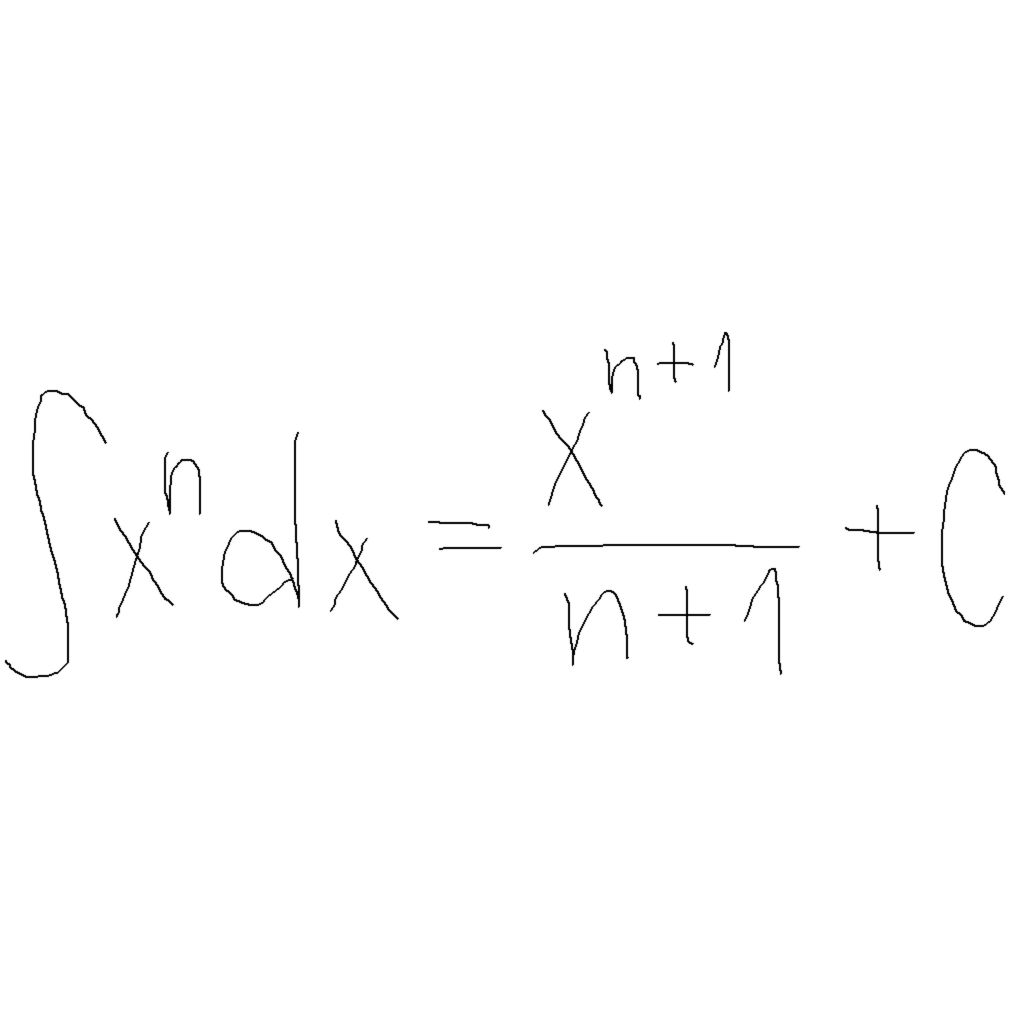 ∫xⁿdx = xⁿ⁺¹/(n+1) + C